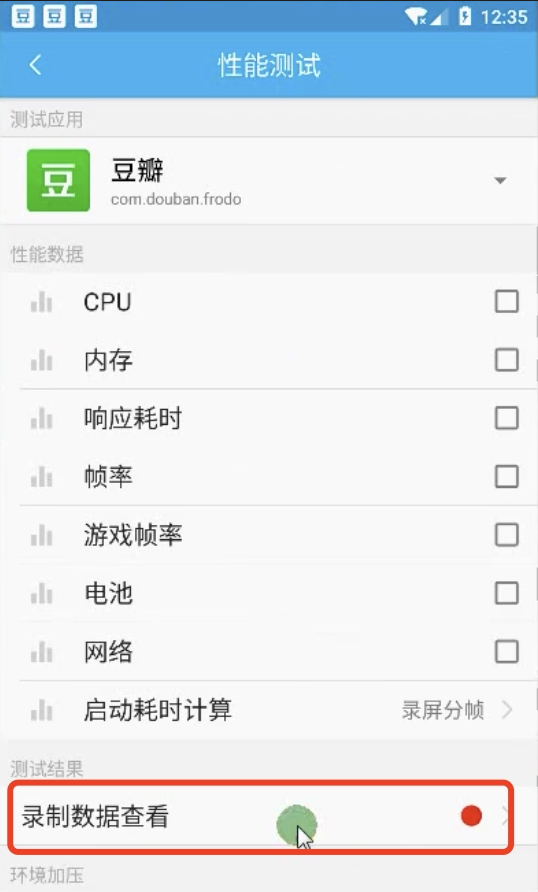 豆 豆 豆 12:35
性能测试
测试应用
豆 豆瓣
com.douban.frodo
性能数据
CPU
内存
响应耗时
帧率
游戏帧率
电池
网络
启动耗时计算 录屏分帧
测试结果
录制数据查看
环境加压